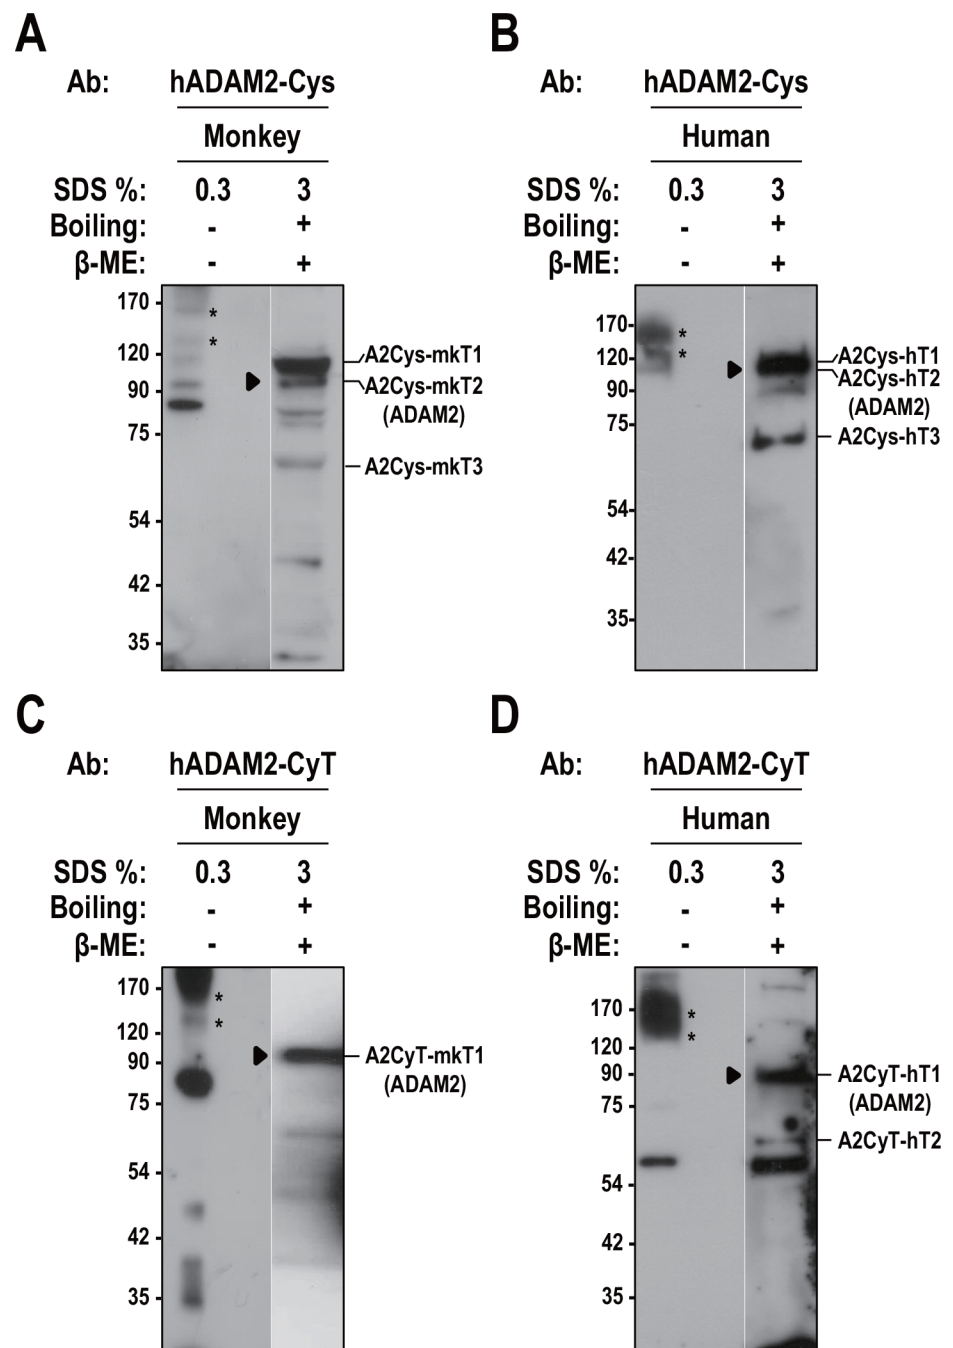 A
Ab: hADAM2-Cys
Monkey
SDS %: 0.3 3
Boiling: - +
β-ME: - +
170
*
*
120
A2Cys-mkT1
90
A2Cys-mkT2
(ADAM2)
75
A2Cys-mkT3
54
42
35
B
Ab: hADAM2-Cys
Human
SDS %: 0.3 3
Boiling: - +
β-ME: - +
170
*
*
120
A2Cys-hT1
A2Cys-hT2
90
(ADAM2)
75
A2Cys-hT3
54
42
35
C
Ab: hADAM2-CyT
Monkey
SDS %: 0.3 3
Boiling: - +
β-ME: - +
170
*
*
120
90
A2CyT-mkT1
(ADAM2)
75
54
42
35
D
Ab: hADAM2-CyT
Human
SDS %: 0.3 3
Boiling: - +
β-ME: - +
170
*
*
120
90
A2CyT-hT1
(ADAM2)
75
A2CyT-hT2
54
42
35